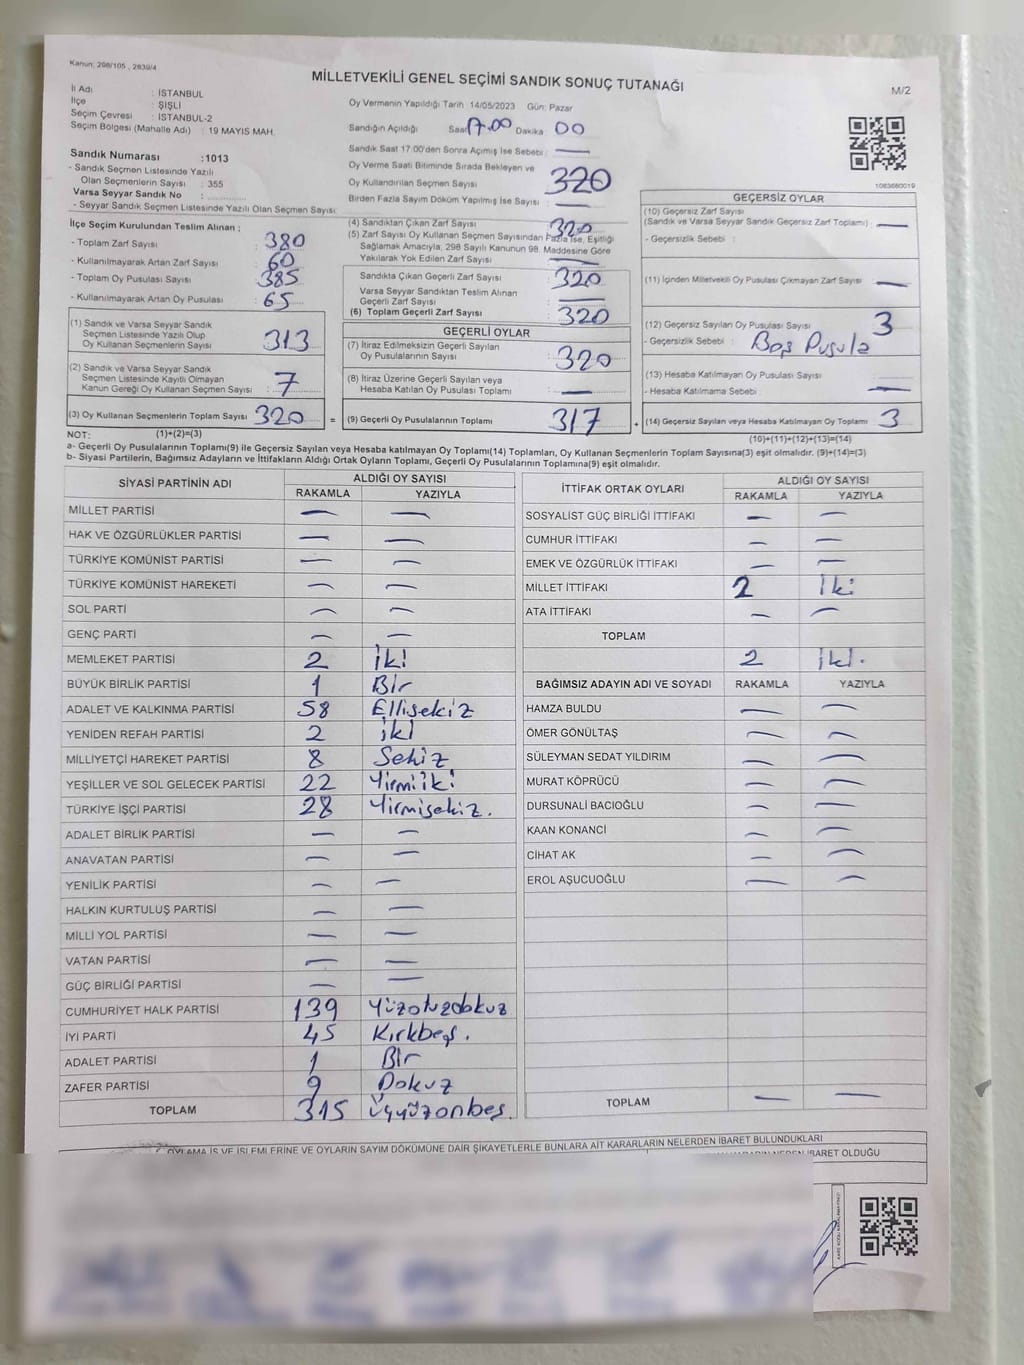 Kanun: 298/105 , 2839/4
MİLLETVEKİLİ GENEL SEÇİMİ SANDIK SONUÇ TUTANAĞI
M/2
İl Adı : İSTANBUL
İlçe : ŞİŞLİ
Seçim Çevresi : İSTANBUL-2
Seçim Bölgesi (Mahalle Adı) : 19 MAYIS MAH.
Sandık Numarası :1013
- Sandık Seçmen Listesinde Yazılı
Olan Seçmenlerin Sayısı : 355
Varsa Seyyar Sandık No :
- Seyyar Sandık Seçmen Listesinde Yazılı Olan Seçmen Sayısı
Oy Vermenin Yapıldığı Tarih 14/05/2023 Gün: Pazar
Sandığın Açıldığı Saat 17.00 Dakika 00
Sandık Saat 17:00'den Sonra Açımış İse Sebebi : —
Oy Verme Saati Bitiminde Sırada Bekleyen ve
Oy Kullandırılan Seçmen Sayısı 320
Birden Fazla Sayım Döküm Yapılmış İse Sayısı : —
1083660019
İlçe Seçim Kurulundan Teslim Alınan :
- Toplam Zarf Sayısı : 380
- Kullanılmayarak Artan Zarf Sayısı : 60
- Toplam Oy Pusulası Sayısı : 385
- Kullanılmayarak Artan Oy Pusulası : 65
(1) Sandık ve Varsa Seyyar Sandık
Seçmen Listesinde Yazılı Olup
Oy Kullanan Seçmenlerin Sayısı : 313
(2) Sandık ve Varsa Seyyar Sandık
Seçmen Listesinde Kayıtlı Olmayan
Kanun Gereği Oy Kullanan Seçmen Sayısı : 7
(3) Oy Kullanan Seçmenlerin Toplam Sayısı 320 =
(4) Sandıktan Çıkan Zarf Sayısı : 320
(5) Zarf Sayısı Oy Kullanan Seçmen Sayısından Fazla İse, Eşitliği
Sağlamak Amacıyla, 298 Sayılı Kanunun 98. Maddesine Göre
Yakılarak Yok Edilen Zarf Sayısı : —
Sandıkta Çıkan Geçerli Zarf Sayısı : 320
Varsa Seyyar Sandıktan Teslim Alınan
Geçerli Zarf Sayısı : —
(6) Toplam Geçerli Zarf Sayısı : 320
GEÇERLİ OYLAR
(7) İtiraz Edilmeksizin Geçerli Sayılan
Oy Pusulalarının Sayısı : 320
(8) İtiraz Üzerine Geçerli Sayılan veya
Hesaba Katılan Oy Pusulası Toplamı : —
(9) Geçerli Oy Pusulalarının Toplamı : 317 +
GEÇERSİZ OYLAR
(10) Geçersiz Zarf Sayısı
(Sandık ve Varsa Seyyar Sandık Geçersiz Zarf Toplamı) : —
- Geçersizlik Sebebi :
(11) İçinden Milletvekili Oy Pusulası Çıkmayan Zarf Sayısı : —
(12) Geçersiz Sayılan Oy Pusulası Sayısı : 3
- Geçersizlik Sebebi : Boş Pusula
(13) Hesaba Katılmayan Oy Pusulası Sayısı :
- Hesaba Katılmama Sebebi : —
(14) Geçersiz Sayılan veya Hesaba Katılmayan Oy Toplamı : 3
NOT: (1)+(2)=(3)
(10)+(11)+(12)+(13)=(14)
a- Geçerli Oy Pusulalarının Toplamı(9) ile Geçersiz Sayılan veya Hesaba katılmayan Oy Toplamı(14) Toplamları, Oy Kullanan Seçmenlerin Toplam Sayısına(3) eşit olmalıdır. (9)+(14)=(3)
b- Siyasi Partilerin, Bağımsız Adayların ve İttifakların Aldığı Ortak Oyların Toplamı, Geçerli Oy Pusulalarının Toplamına(9) eşit olmalıdır.
SİYASİ PARTİNİN ADI ALDIĞI OY SAYISI
RAKAMLA YAZIYLA
MİLLET PARTİSİ — —
HAK VE ÖZGÜRLÜKLER PARTİSİ — —
TÜRKİYE KOMÜNİST PARTİSİ — —
TÜRKİYE KOMÜNİST HAREKETİ — —
SOL PARTİ — —
GENÇ PARTİ — —
MEMLEKET PARTİSİ 2 iki
BÜYÜK BİRLİK PARTİSİ 1 Bir
ADALET VE KALKINMA PARTİSİ 58 Ellisekiz
YENİDEN REFAH PARTİSİ 2 iki
MİLLİYETÇİ HAREKET PARTİSİ 8 Sekiz
YEŞİLLER VE SOL GELECEK PARTİSİ 22 Yirmiiki
TÜRKİYE İŞÇİ PARTİSİ 28 Yirmisekiz.
ADALET BİRLİK PARTİSİ — —
ANAVATAN PARTİSİ — —
YENİLİK PARTİSİ — —
HALKIN KURTULUŞ PARTİSİ — —
MİLLİ YOL PARTİSİ — —
VATAN PARTİSİ — —
GÜÇ BİRLİĞİ PARTİSİ — —
CUMHURİYET HALK PARTİSİ 139 Yüzotuzdokuz
İYİ PARTİ 45 Kırkbeş.
ADALET PARTİSİ 1 Bir
ZAFER PARTİSİ 9 Dokuz
TOPLAM 315 üçyüzonbeş.
İTTİFAK ORTAK OYLARI ALDIĞI OY SAYISI
RAKAMLA YAZIYLA
SOSYALİST GÜÇ BİRLİĞİ İTTİFAKI — —
CUMHUR İTTİFAKI — —
EMEK VE ÖZGÜRLÜK İTTİFAKI — —
MİLLET İTTİFAKI 2 İki
ATA İTTİFAKI — —
TOPLAM
2 iki.
BAĞIMSIZ ADAYIN ADI VE SOYADI RAKAMLA YAZIYLA
HAMZA BULDU — —
ÖMER GÖNÜLTAŞ — —
SÜLEYMAN SEDAT YILDIRIM — —
MURAT KÖPRÜCÜ — —
DURSUNALİ BACIOĞLU — —
KAAN KONANCİ — —
CİHAT AK — —
EROL AŞUCUOĞLU — —
TOPLAM — —
OYLAMA İŞ VE İŞLEMLERİNE VE OYLARIN SAYIM DÖKÜMÜNE DAİR ŞİKAYETLERLE BUNLARA AİT KARARLARIN NELERDEN İBARET BULUNDUKLARI
İBARET OLDUĞU